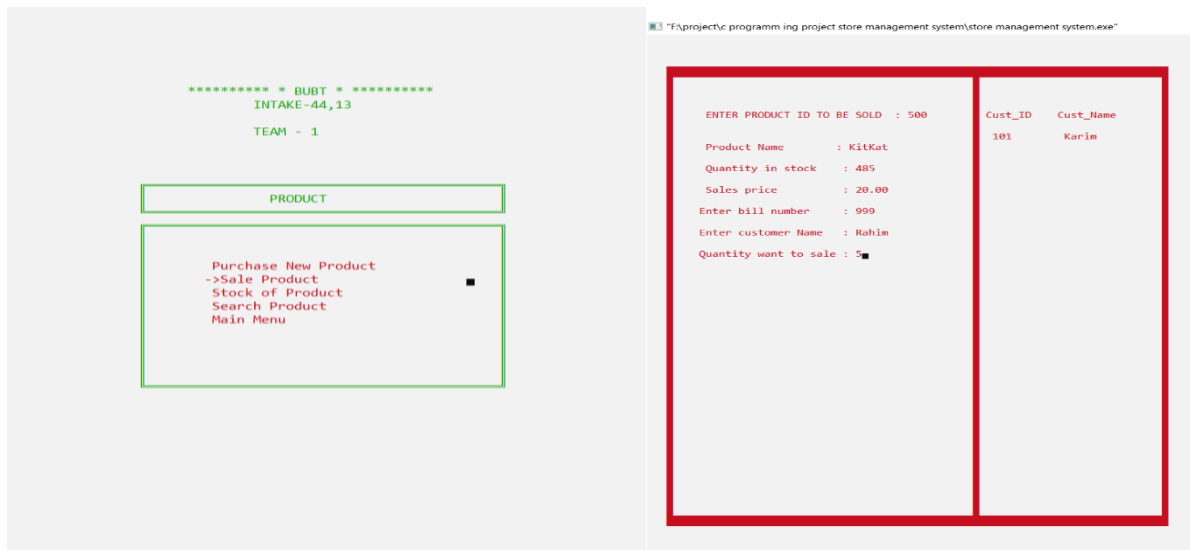 ********** * BUBT * **********
INTAKE-44,13
TEAM - 1
PRODUCT
Purchase New Product
->Sale Product
Stock of Product
Search Product
Main Menu
"F:\project\c programm ing project store management system\store management system.exe"
ENTER PRODUCT ID TO BE SOLD : 500
Product Name : KitKat
Quantity in stock : 485
Sales price : 20.00
Enter bill number : 999
Enter customer Name : Rahim
Quantity want to sale : 5
Cust_ID Cust_Name
101 Karim